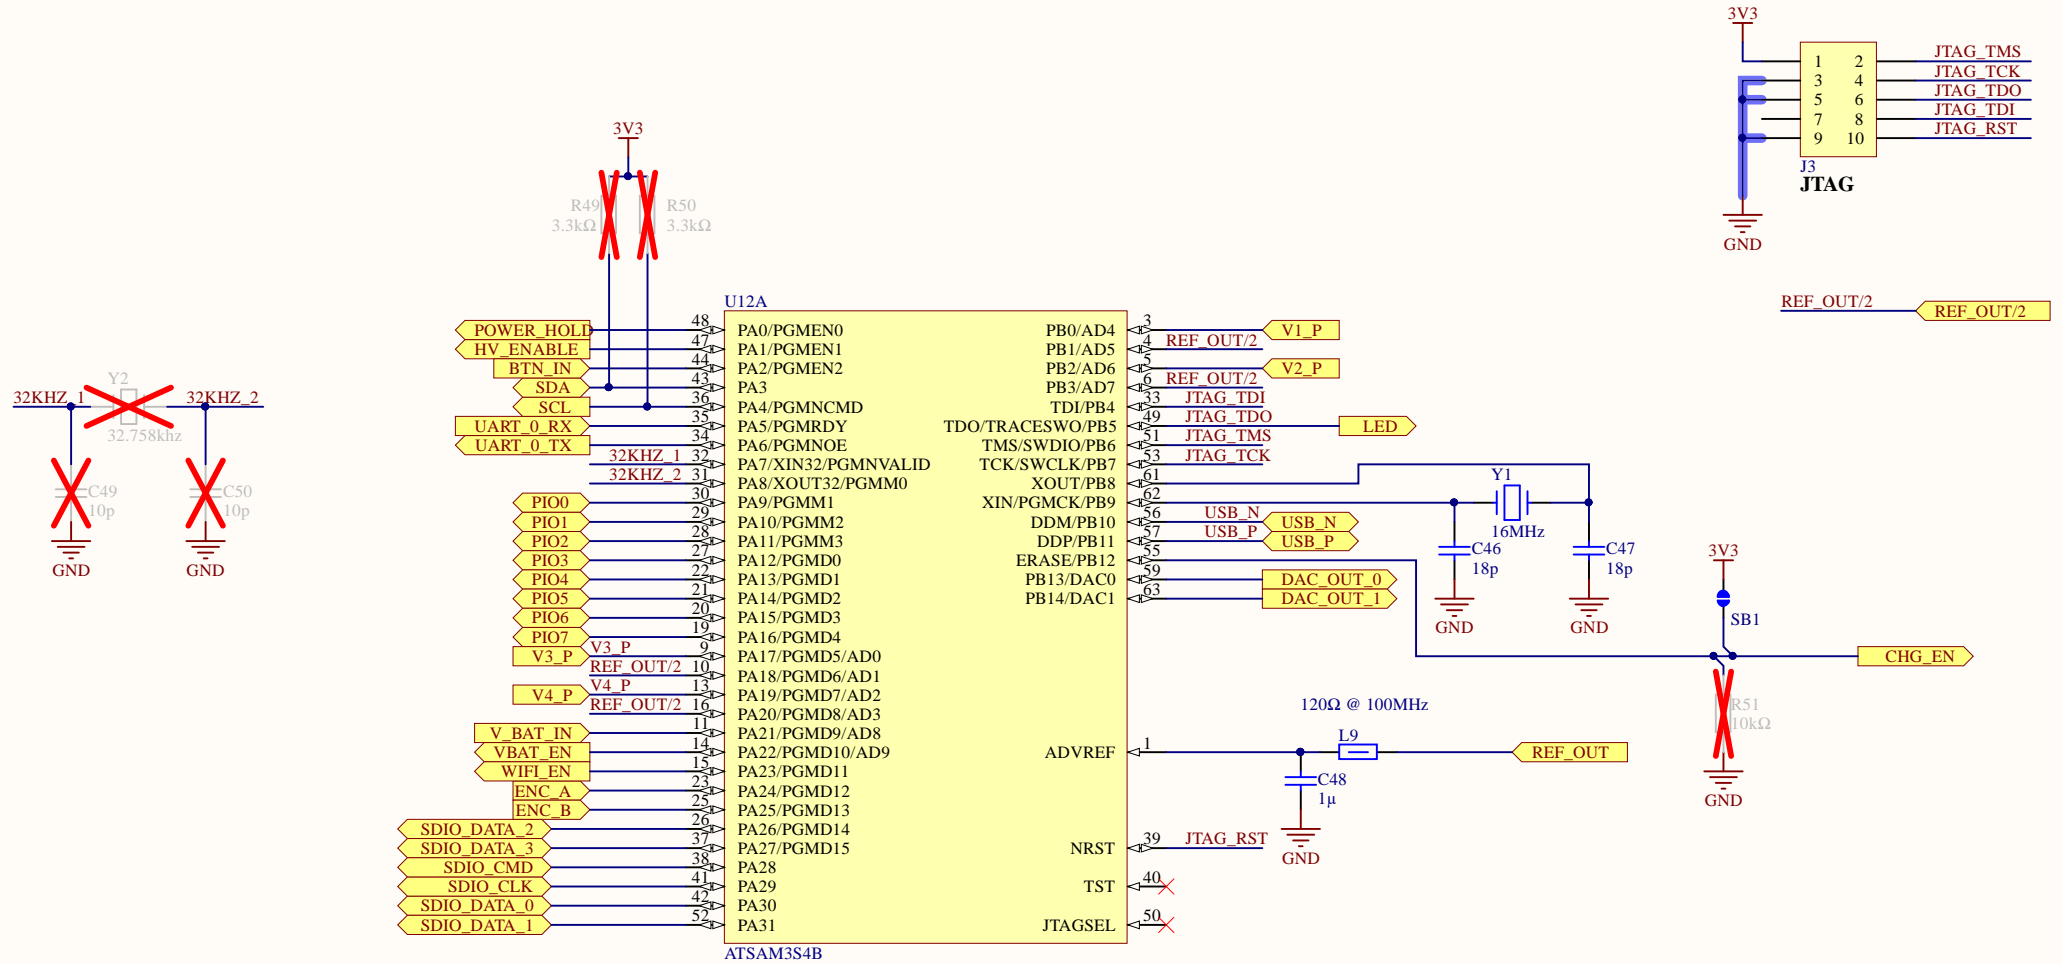 3V3
1 2 JTAG_TMS
3 4 JTAG_TCK
5 6 JTAG_TDO
7 8 JTAG_TDI
9 10 JTAG_RST
J3
JTAG
GND
REF_OUT/2 REF_OUT/2
3V3
R49
3.3kΩ
R50
3.3kΩ
32KHZ_1
Y2
32KHZ_2
32.758khz
C49
10p
C50
10p
GND
GND
U12A
POWER_HOLD 48 PA0/PGMEN0
HV_ENABLE 47 PA1/PGMEN1
BTN_IN 44 PA2/PGMEN2
SDA 43 PA3
SCL 36 PA4/PGMNCMD
UART_0_RX 35 PA5/PGMRDY
UART_0_TX 34 PA6/PGMNOE
32KHZ_1 32 PA7/XIN32/PGMNVALID
32KHZ_2 31 PA8/XOUT32/PGMM0
PIO0 30 PA9/PGMM1
PIO1 29 PA10/PGMM2
PIO2 28 PA11/PGMM3
PIO3 27 PA12/PGMD0
PIO4 22 PA13/PGMD1
PIO5 21 PA14/PGMD2
PIO6 20 PA15/PGMD3
PIO7 19 PA16/PGMD4
V3_P V3_P 9 PA17/PGMD5/AD0
REF_OUT/2 10 PA18/PGMD6/AD1
V4_P V4_P 13 PA19/PGMD7/AD2
REF_OUT/2 16 PA20/PGMD8/AD3
V_BAT_IN 11 PA21/PGMD9/AD8
VBAT_EN 14 PA22/PGMD10/AD9
WIFI_EN 15 PA23/PGMD11
ENC_A 23 PA24/PGMD12
ENC_B 25 PA25/PGMD13
SDIO_DATA_2 26 PA26/PGMD14
SDIO_DATA_3 37 PA27/PGMD15
SDIO_CMD 38 PA28
SDIO_CLK 41 PA29
SDIO_DATA_0 42 PA30
SDIO_DATA_1 52 PA31
PB0/AD4 3 V1_P
PB1/AD5 4 REF_OUT/2
PB2/AD6 5 V2_P
PB3/AD7 6 REF_OUT/2
TDI/PB4 33 JTAG_TDI
TDO/TRACESWO/PB5 49 JTAG_TDO LED
TMS/SWDIO/PB6 51 JTAG_TMS
TCK/SWCLK/PB7 53 JTAG_TCK
XOUT/PB8 61
XIN/PGMCK/PB9 62
DDM/PB10 56 USB_N USB_N
DDP/PB11 57 USB_P USB_P
ERASE/PB12 55
PB13/DAC0 59 DAC_OUT_0
PB14/DAC1 63 DAC_OUT_1
ADVREF 1
NRST 39 JTAG_RST
TST 40
JTAGSEL 50
ATSAM3S4B
Y1
16MHz
C46
18p
C47
18p
GND
GND
3V3
SB1
CHG_EN
R51
10kΩ
GND
120Ω @ 100MHz
L9
REF_OUT
C48
1µ
GND